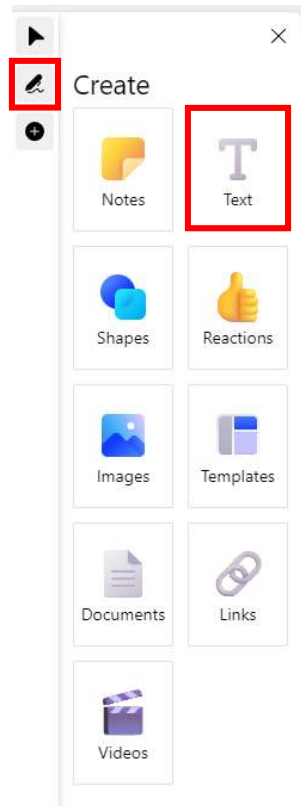 Create
Notes
Text
Shapes
Reactions
Images
Templates
Documents
Links
Videos